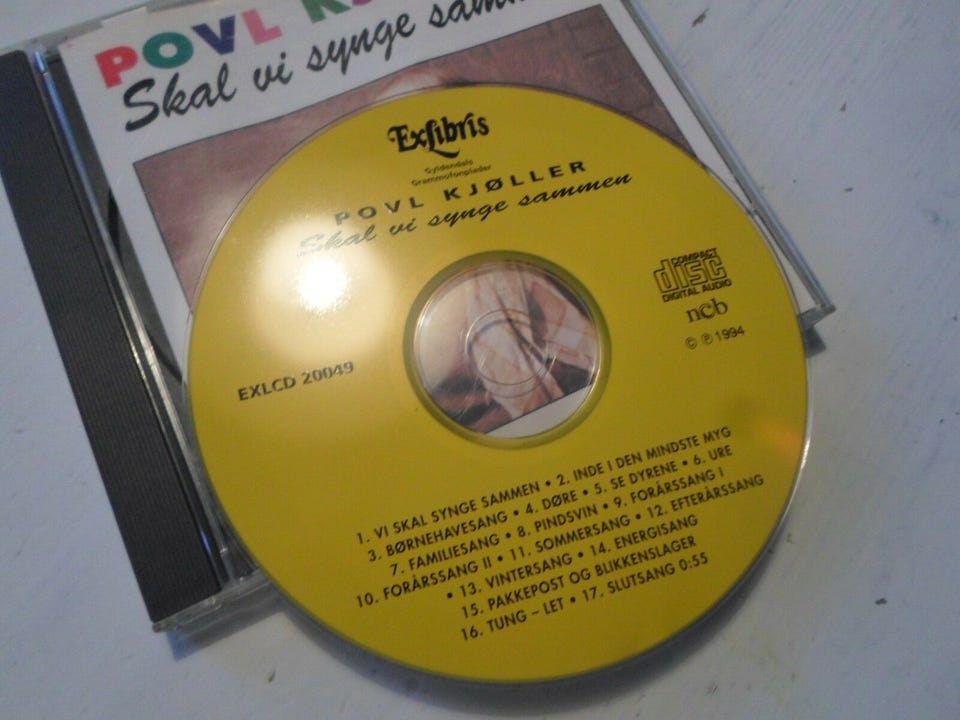 POVL
Skal vi synge
ExLibris
Gyldendals
Grammofonplader
POVL KJØLLER
Skal vi synge sammen
COMPACT
disc
DIGITAL AUDIO
ncb
© ℗ 1994
EXLCD 20049
1. VI SKAL SYNGE SAMMEN • 2. INDE I DEN MINDSTE MYG
3. BØRNEHAVESANG • 4. DØRE • 5. SE DYRENE • 6. URE
7. FAMILIESANG • 8. PINDSVIN • 9. FORÅRSSANG I
10. FORÅRSSANG II • 11. SOMMERSANG • 12. EFTERÅRSSANG
• 13. VINTERSANG • 14. ENERGISANG
15. PAKKEPOST OG BLIKKENSLAGER
16. TUNG – LET • 17. SLUTSANG 0:55